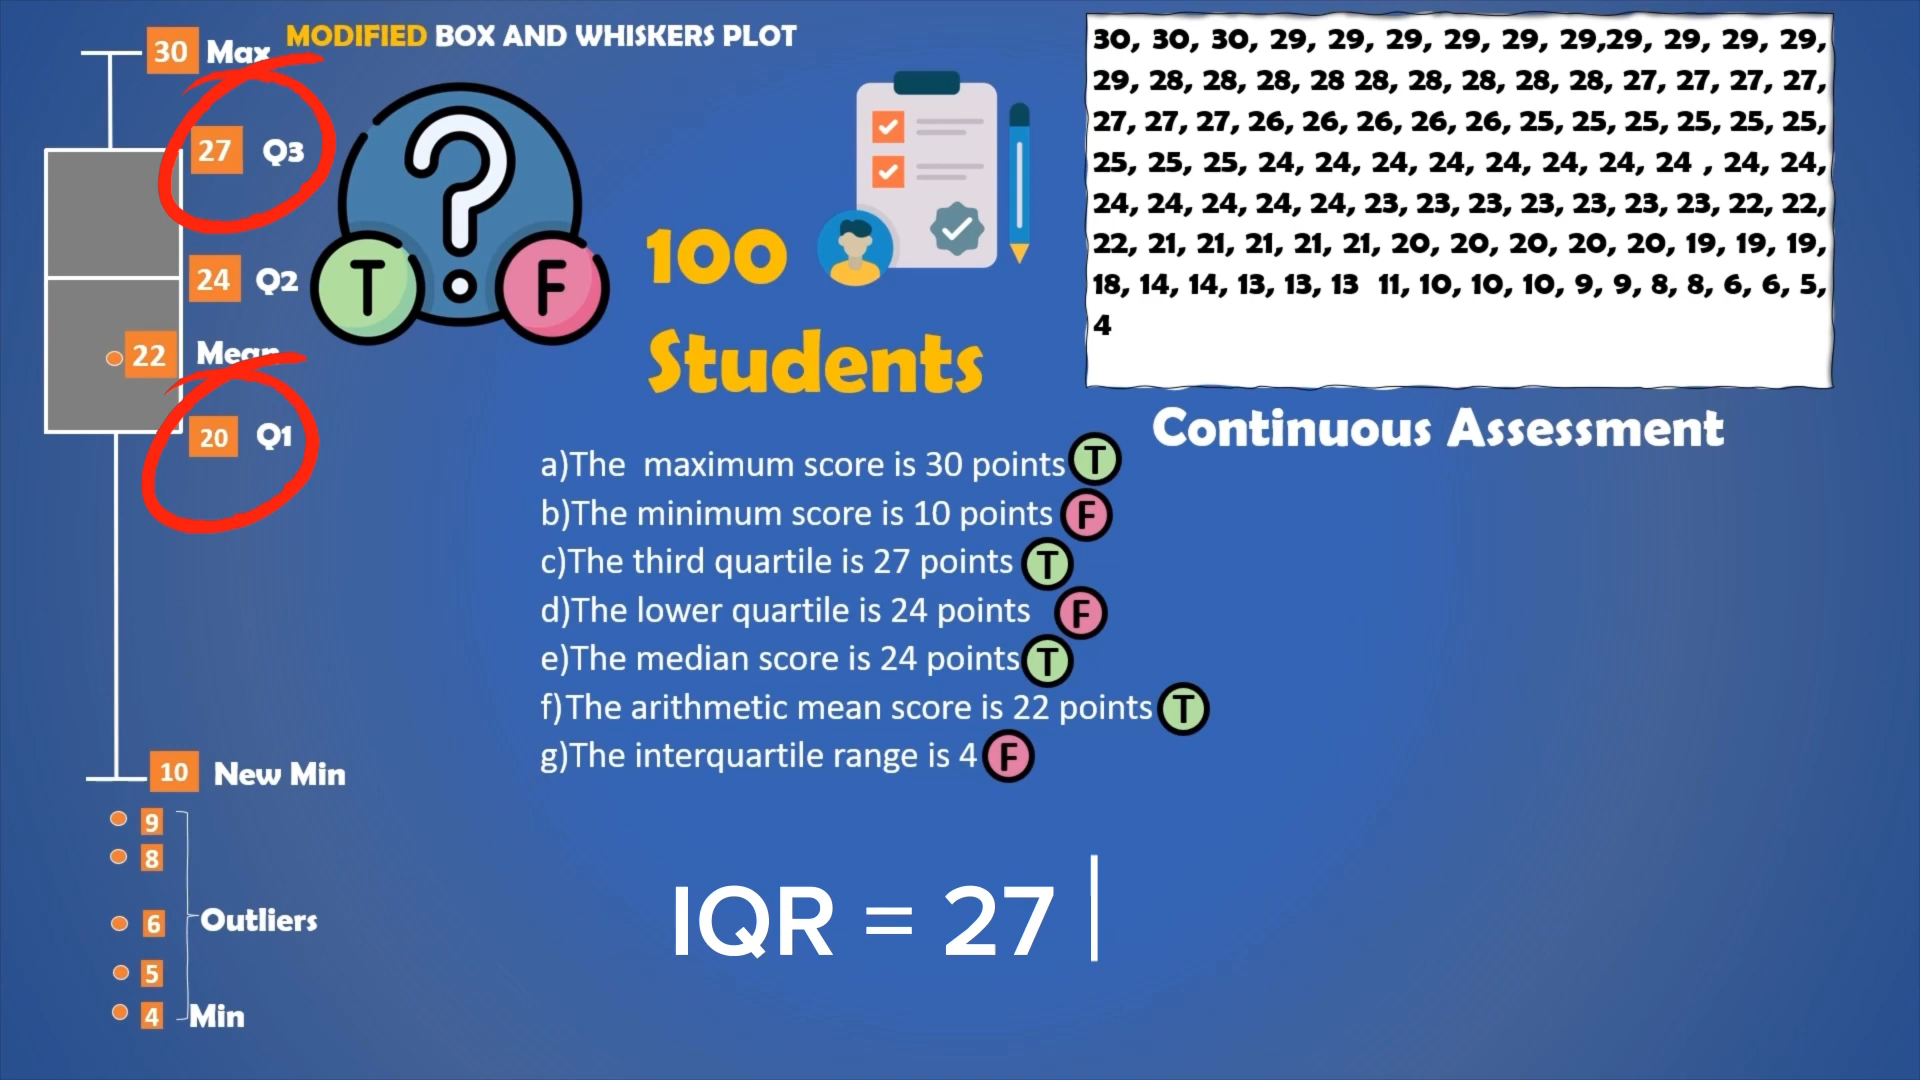 MODIFIED BOX AND WHISKERS PLOT
30 Max
27 Q3
24 Q2
22 Mean
20 Q1
10 New Min
9
8
6
Outliers
5
4 Min
T
F
100
Students
30, 30, 30, 29, 29, 29, 29, 29, 29,29, 29, 29, 29,
29, 28, 28, 28, 28 28, 28, 28, 28, 28, 27, 27, 27, 27,
27, 27, 27, 26, 26, 26, 26, 26, 25, 25, 25, 25, 25, 25,
25, 25, 25, 24, 24, 24, 24, 24, 24, 24, 24 , 24, 24,
24, 24, 24, 24, 24, 23, 23, 23, 23, 23, 23, 23, 22, 22,
22, 21, 21, 21, 21, 21, 20, 20, 20, 20, 20, 19, 19, 19,
18, 14, 14, 13, 13, 13 11, 10, 10, 10, 9, 9, 8, 8, 6, 6, 5,
4
Continuous Assessment
a)The maximum score is 30 points T
b)The minimum score is 10 points F
c)The third quartile is 27 points T
d)The lower quartile is 24 points F
e)The median score is 24 points T
f)The arithmetic mean score is 22 points T
g)The interquartile range is 4 F
IQR = 27